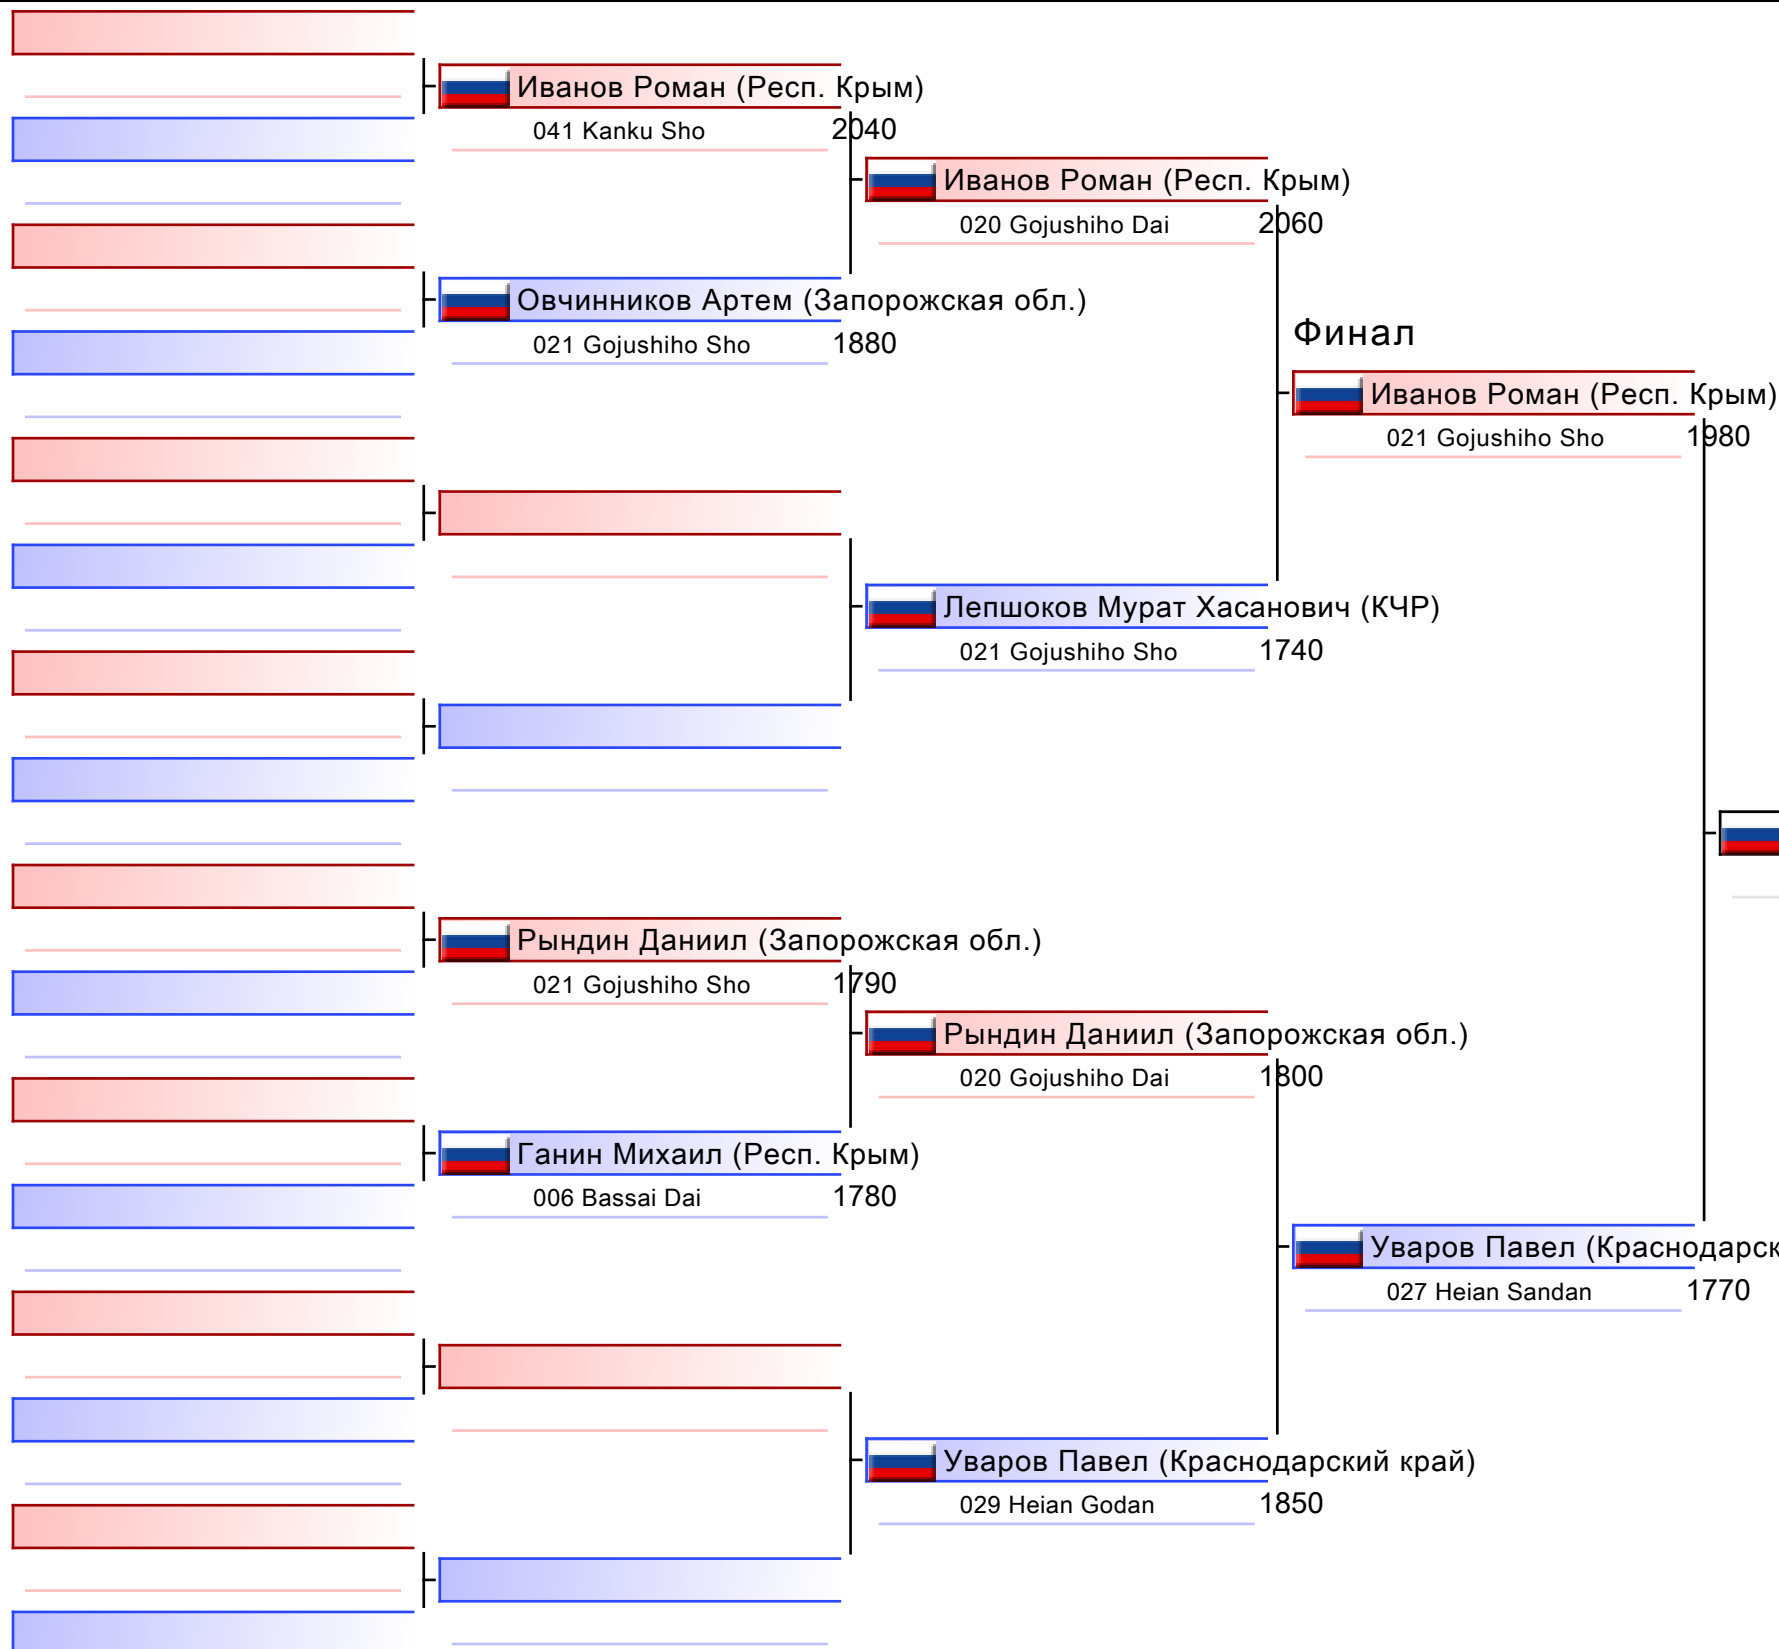 Иванов Роман (Респ. Крым)
041 Kanku Sho 2040
Иванов Роман (Респ. Крым)
020 Gojushiho Dai 2060
Овчинников Артем (Запорожская обл.)
021 Gojushiho Sho 1880
Финал
Иванов Роман (Респ. Крым)
021 Gojushiho Sho 1980
Лепшоков Мурат Хасанович (КЧР)
021 Gojushiho Sho 1740
Рындин Даниил (Запорожская обл.)
021 Gojushiho Sho 1790
Рындин Даниил (Запорожская обл.)
020 Gojushiho Dai 1800
Ганин Михаил (Респ. Крым)
006 Bassai Dai 1780
Уваров Павел (Краснодарск
027 Heian Sandan 1770
Уваров Павел (Краснодарский край)
029 Heian Godan 1850